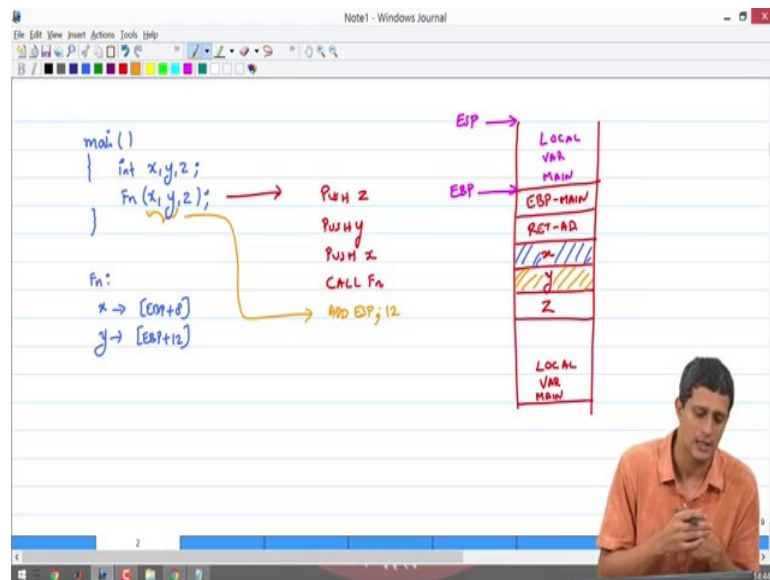 Note1 - Windows Journal
File Edit View Insert Actions Tools Help
B I
main()
{ int x,y,z;
Fn (x,y,z);
}
Fn:
x → [EBP+8]
y → [EBP+12]
PUSH z
PUSH y
PUSH x
CALL Fn
ADD ESP; 12
ESP →
LOCAL
VAR
MAIN
EBP →
EBP-MAIN
RET-AD
x
y
Z
LOCAL
VAR
MAIN
2